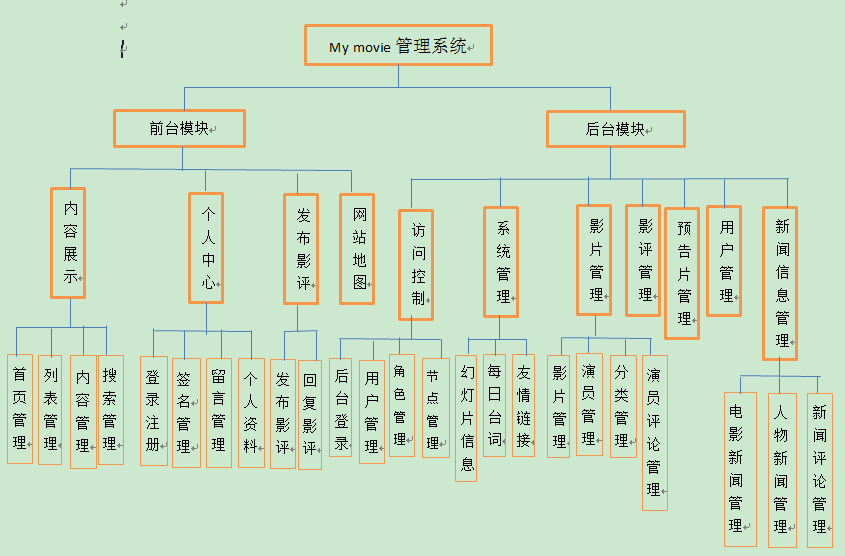 My movie 管理系统
前台模块
后台模块
内容展示
个人中心
发布影评
网站地图
访问控制
系统管理
影片管理
影评管理
预告片管理
用户管理
新闻信息管理
首页管理
列表管理
内容管理
搜索管理
登录注册
签名管理
留言管理
个人资料
发布影评
回复影评
后台登录
用户管理
角色管理
节点管理
幻灯片信息
每日台词
友情链接
影片管理
演员管理
分类管理
演员评论管理
电影新闻管理
人物新闻管理
新闻评论管理